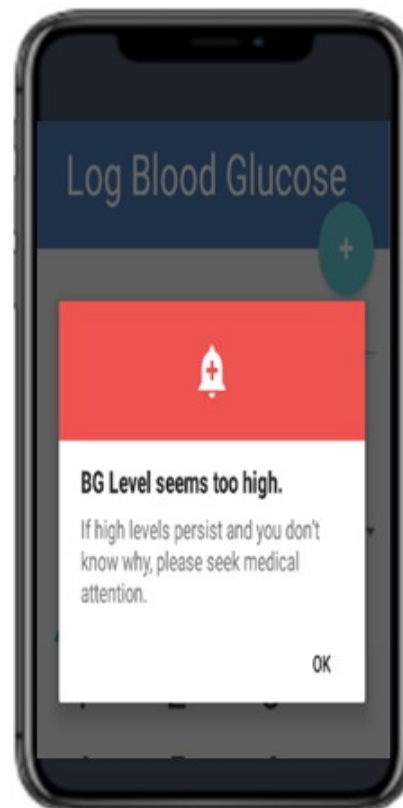 Log Blood Glucose
+
BG Level seems too high.
If high levels persist and you don't
know why, please seek medical
attention.
OK